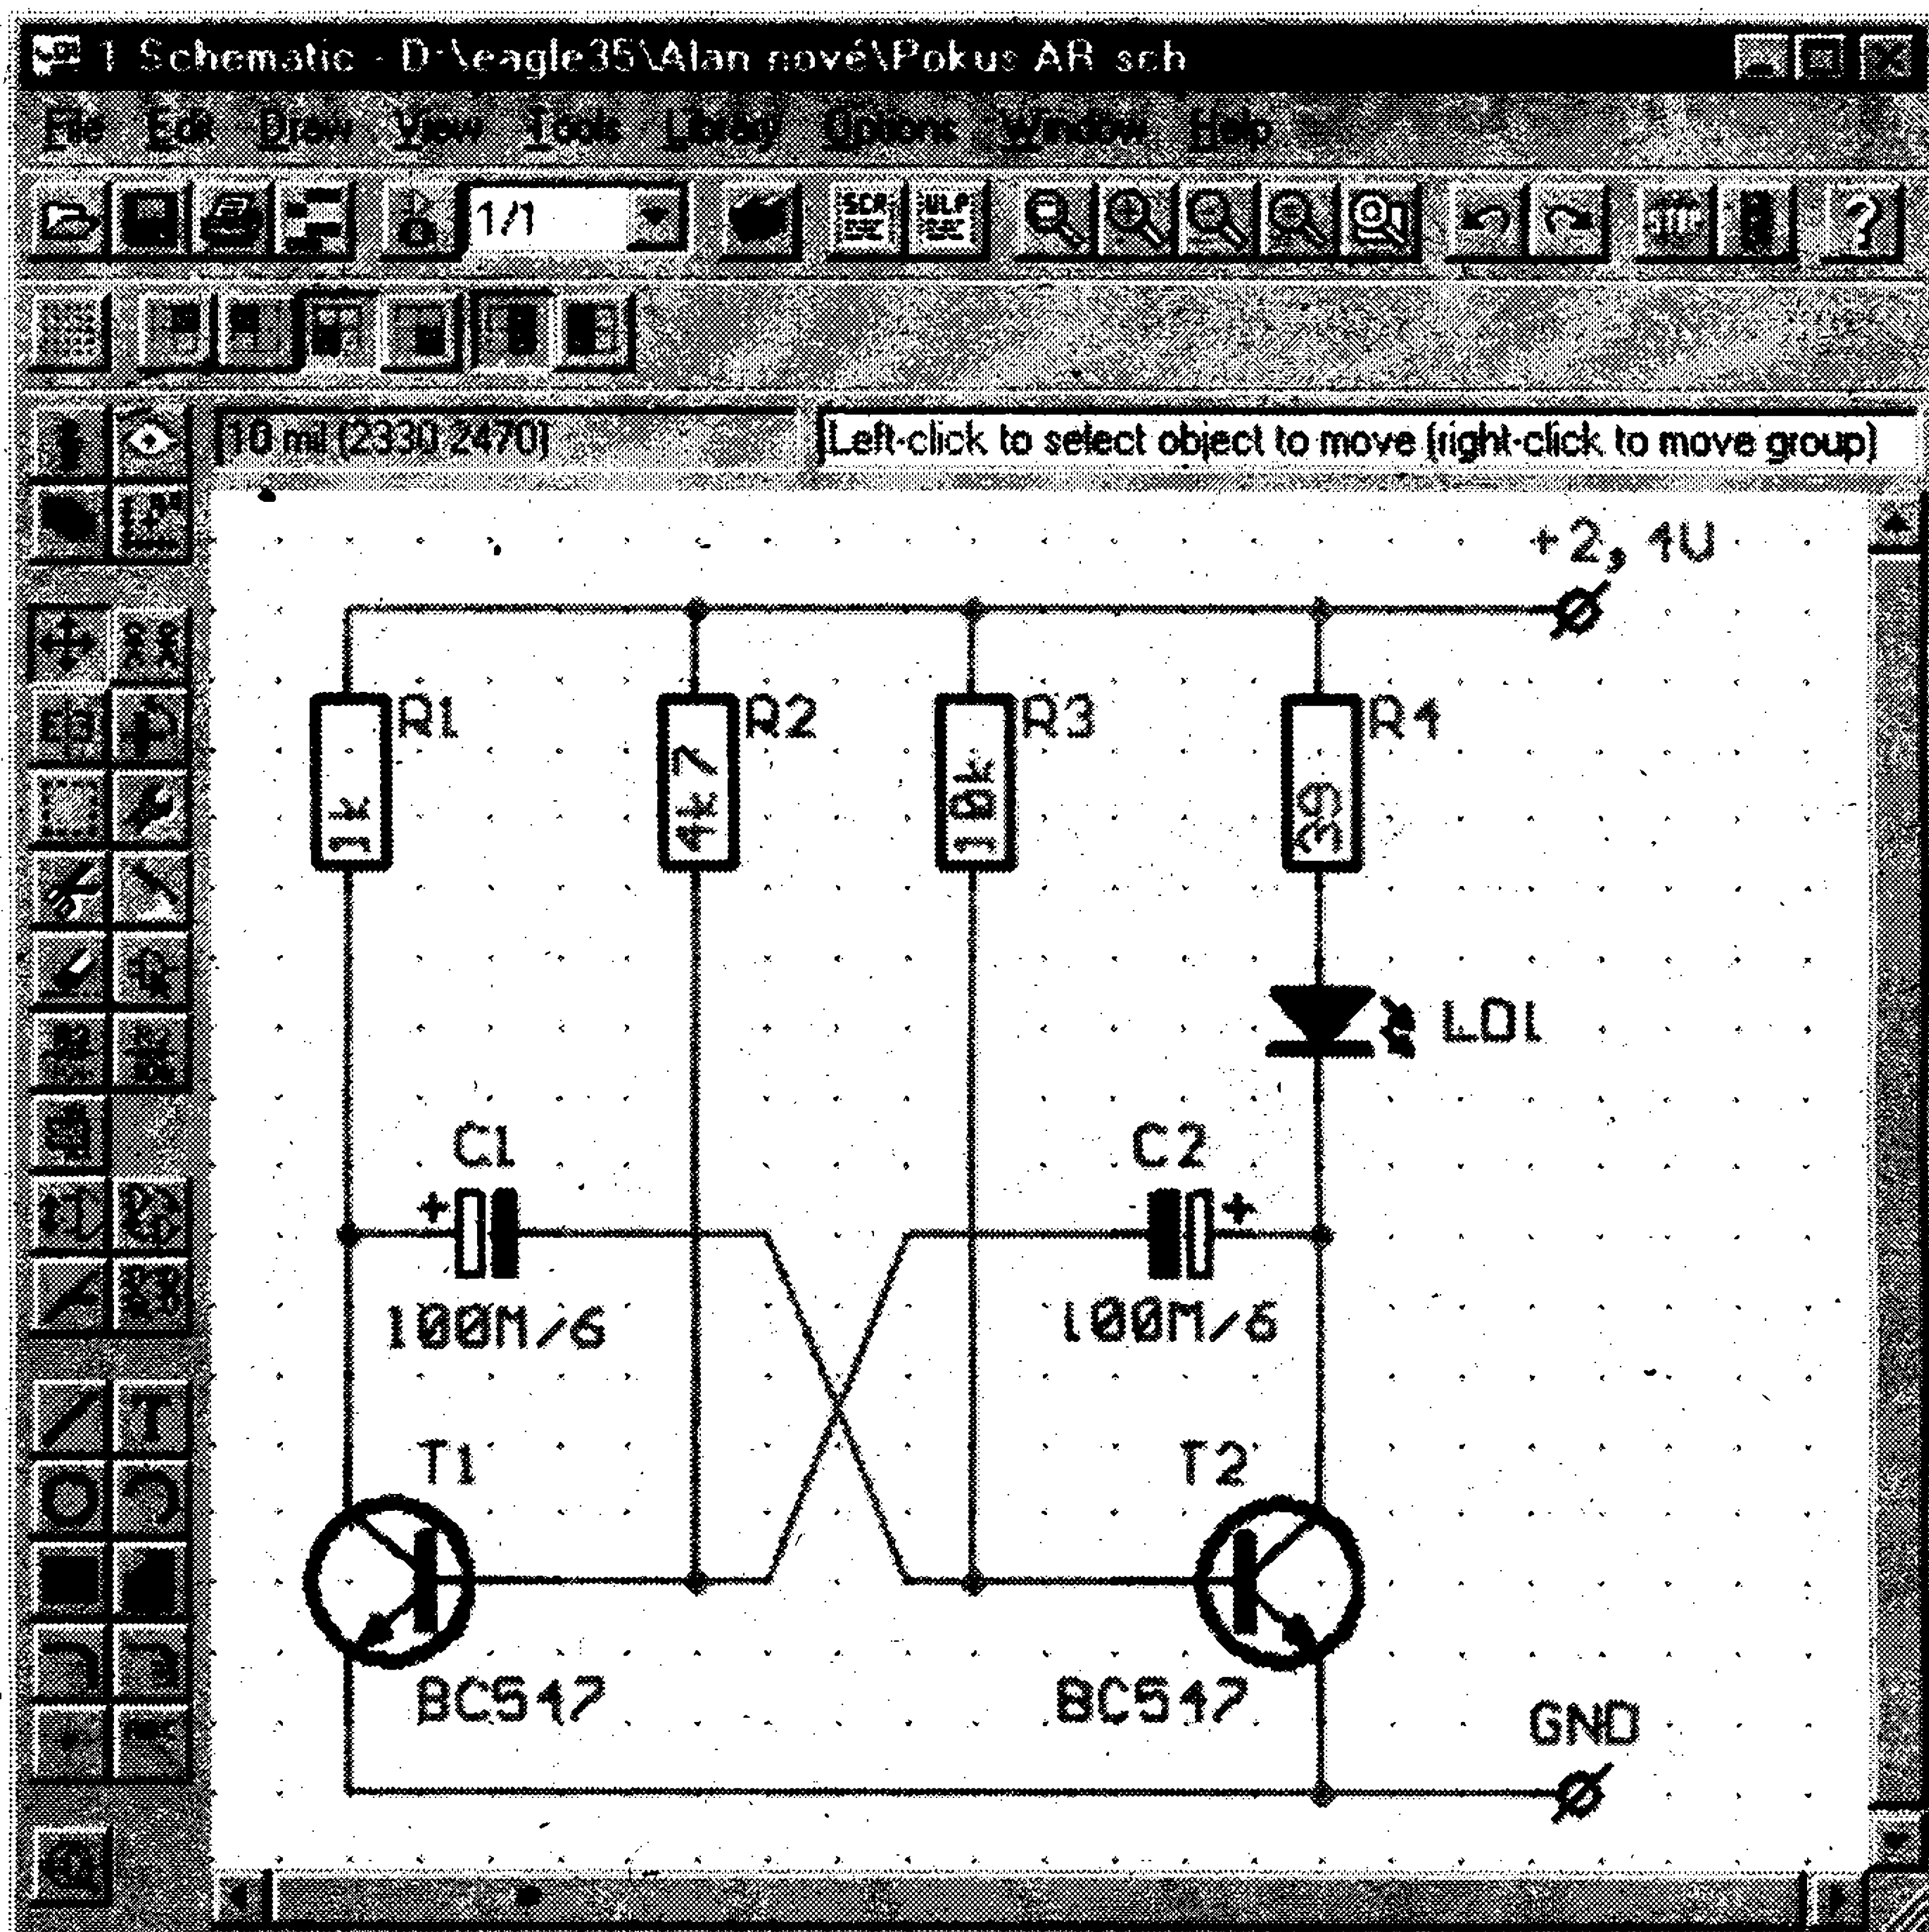 1 Schematic - D:\eagle35\Alan nové\Pokus AR sch
File Edit Draw View Tools Library Options Window Help
1/1 SCR ULP STOP ?
10 mil (2330 2470) Left-click to select object to move (right-click to move group)
+2,4V
R1 R2 R3 R4
1k 4k7 10k 39
LD1
C1 C2
+ +
100M/6 100M/6
T1 T2
BC547 BC547
GND